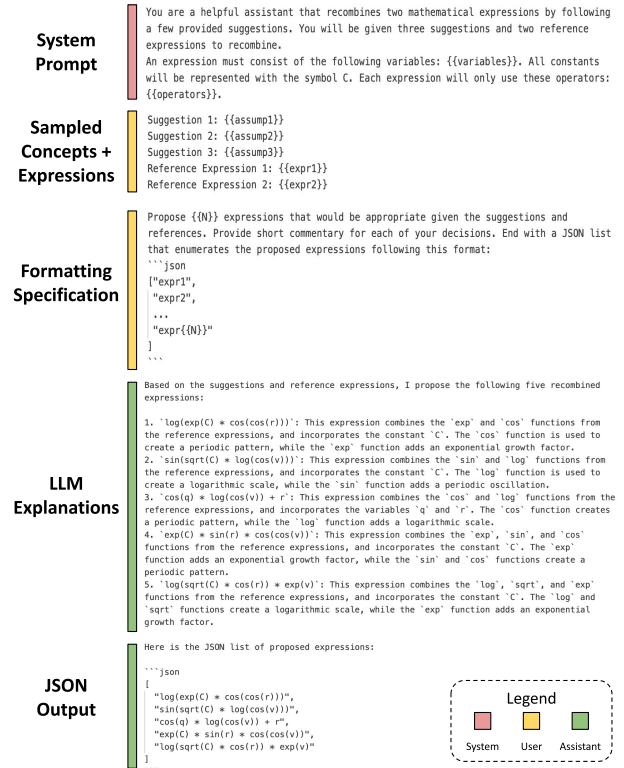 System
Prompt
You are a helpful assistant that recombines two mathematical expressions by following
a few provided suggestions. You will be given three suggestions and two reference
expressions to recombine.
An expression must consist of the following variables: {{variables}}. All constants
will be represented with the symbol C. Each expression will only use these operators:
{{operators}}.
Sampled
Concepts +
Expressions
Suggestion 1: {{assump1}}
Suggestion 2: {{assump2}}
Suggestion 3: {{assump3}}
Reference Expression 1: {{expr1}}
Reference Expression 2: {{expr2}}
Formatting
Specification
Propose {{N}} expressions that would be appropriate given the suggestions and
references. Provide short commentary for each of your decisions. End with a JSON list
that enumerates the proposed expressions following this format:
```json
["expr1",
"expr2",
...
"expr{{N}}"
]
```
LLM
Explanations
Based on the suggestions and reference expressions, I propose the following five recombined
expressions:
1. `log(exp(C) * cos(cos(r)))`: This expression combines the `exp` and `cos` functions from
the reference expressions, and incorporates the constant `C`. The `cos` function is used to
create a periodic pattern, while the `exp` function adds an exponential growth factor.
2. `sin(sqrt(C) * log(cos(v)))`: This expression combines the `sin` and `log` functions from
the reference expressions, and incorporates the constant `C`. The `log` function is used to
create a logarithmic scale, while the `sin` function adds a periodic oscillation.
3. `cos(q) * log(cos(v)) + r`: This expression combines the `cos` and `log` functions from the
reference expressions, and incorporates the variables `q` and `r`. The `cos` function creates
a periodic pattern, while the `log` function adds a logarithmic scale.
4. `exp(C) * sin(r) * cos(cos(v))`: This expression combines the `exp`, `sin`, and `cos`
functions from the reference expressions, and incorporates the constant `C`. The `exp`
function adds an exponential growth factor, while the `sin` and `cos` functions create a
periodic pattern.
5. `log(sqrt(C) * cos(r)) * exp(v)`: This expression combines the `log`, `sqrt`, and `exp`
functions from the reference expressions, and incorporates the constant `C`. The `log` and
`sqrt` functions create a logarithmic scale, while the `exp` function adds an exponential
growth factor.
JSON
Output
Here is the JSON list of proposed expressions:
```json
[
"log(exp(C) * cos(cos(r)))",
"sin(sqrt(C) * log(cos(v)))",
"cos(q) * log(cos(v)) + r",
"exp(C) * sin(r) * cos(cos(v))",
"log(sqrt(C) * cos(r)) * exp(v)"
]
```
Legend
System User Assistant